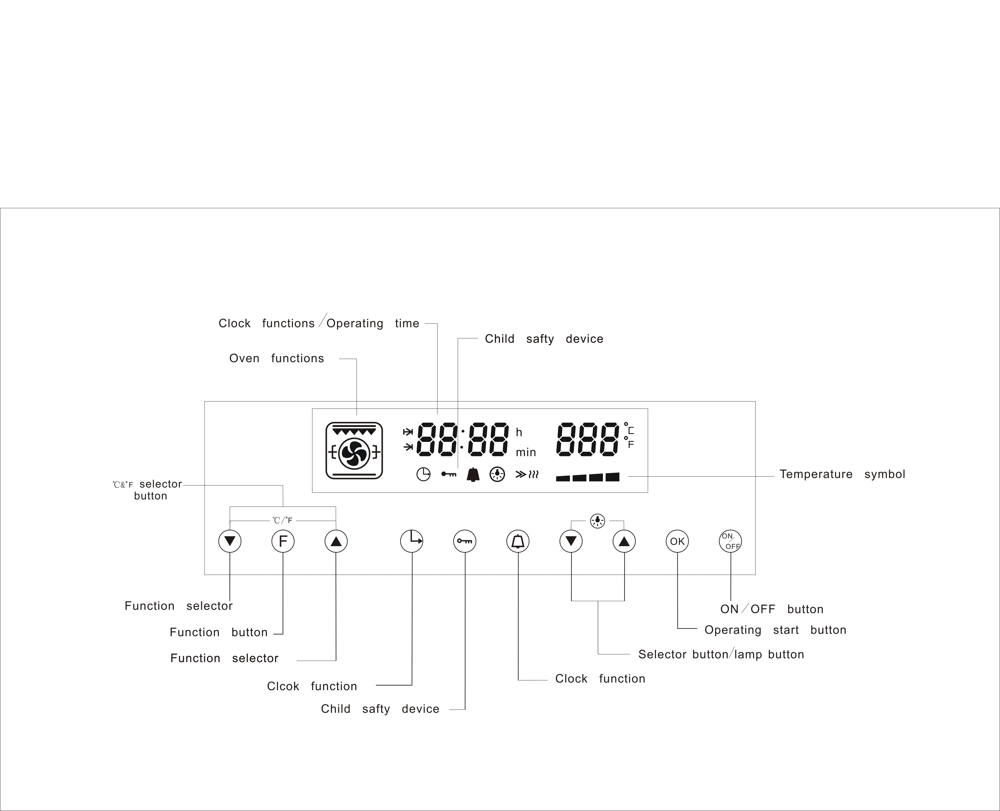 Clock functions/Operating time
Child safty device
Oven functions
88:88 h
min
888 °C
°F
Temperature symbol
℃&°F selector
button
℃/°F
F
OK
ON/OFF
Function selector
ON/OFF button
Function button
Operating start button
Function selector
Selector button/lamp button
Clcok function
Clock function
Child safty device